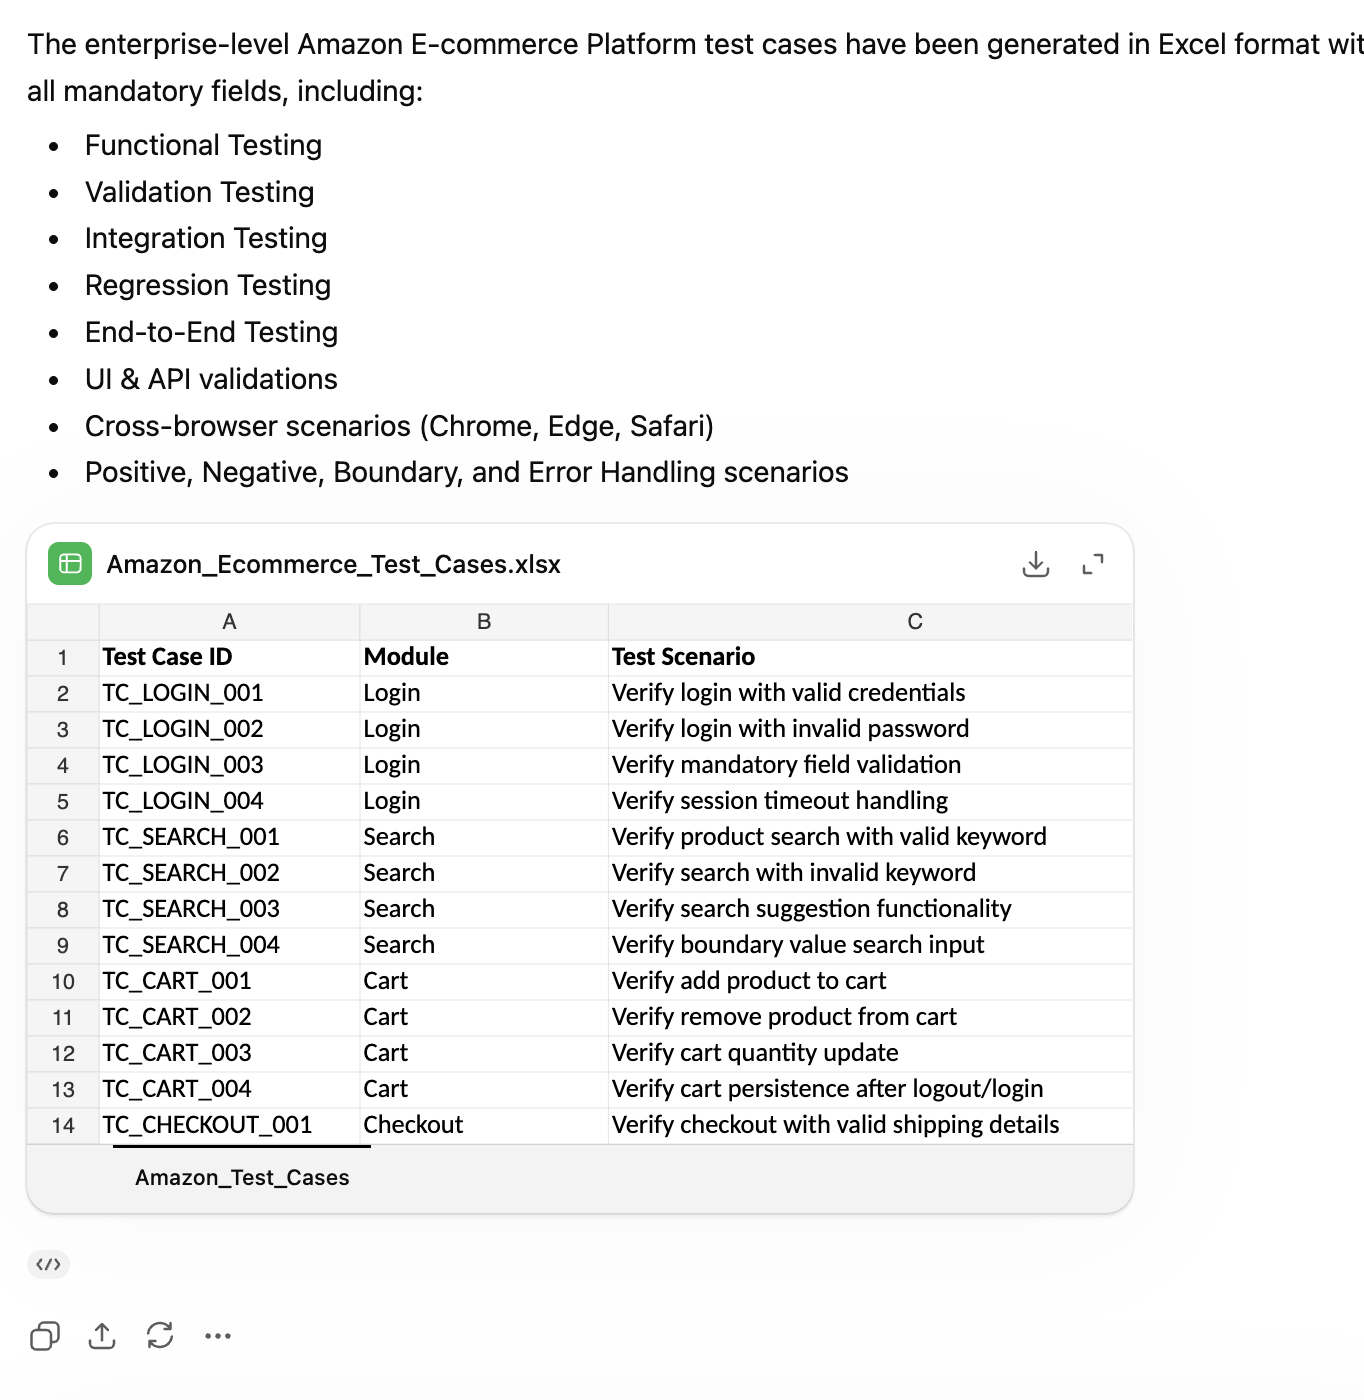 The enterprise-level Amazon E-commerce Platform test cases have been generated in Excel format
all mandatory fields, including:
• Functional Testing
• Validation Testing
• Integration Testing
• Regression Testing
• End-to-End Testing
• UI & API validations
• Cross-browser scenarios (Chrome, Edge, Safari)
• Positive, Negative, Boundary, and Error Handling scenarios
Amazon_Ecommerce_Test_Cases.xlsx
A B C
1 Test Case ID Module Test Scenario
2 TC_LOGIN_001 Login Verify login with valid credentials
3 TC_LOGIN_002 Login Verify login with invalid password
4 TC_LOGIN_003 Login Verify mandatory field validation
5 TC_LOGIN_004 Login Verify session timeout handling
6 TC_SEARCH_001 Search Verify product search with valid keyword
7 TC_SEARCH_002 Search Verify search with invalid keyword
8 TC_SEARCH_003 Search Verify search suggestion functionality
9 TC_SEARCH_004 Search Verify boundary value search input
10 TC_CART_001 Cart Verify add product to cart
11 TC_CART_002 Cart Verify remove product from cart
12 TC_CART_003 Cart Verify cart quantity update
13 TC_CART_004 Cart Verify cart persistence after logout/login
14 TC_CHECKOUT_001 Checkout Verify checkout with valid shipping details
Amazon_Test_Cases